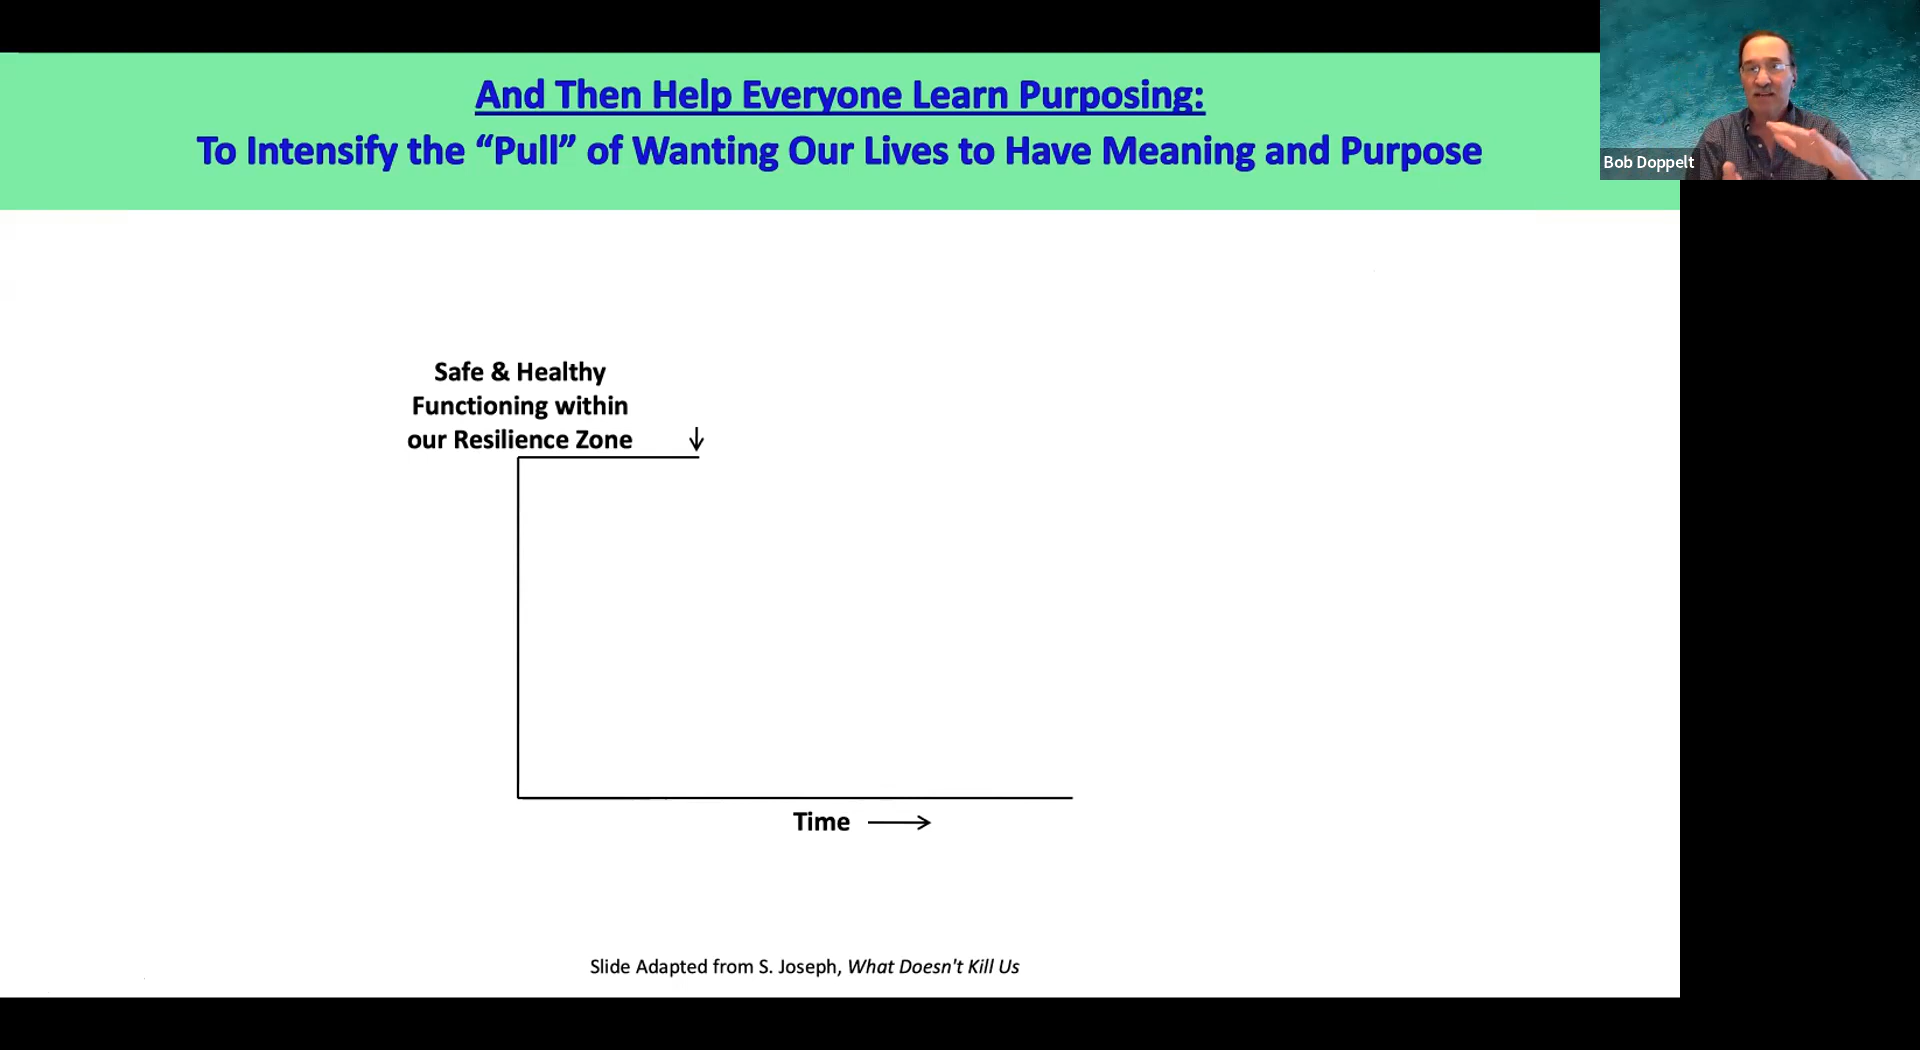 And Then Help Everyone Learn Purposing:
To Intensify the “Pull” of Wanting Our Lives to Have Meaning and Purpose
Bob Doppelt
Safe & Healthy
Functioning within
our Resilience Zone
Time
Slide Adapted from S. Joseph, What Doesn't Kill Us